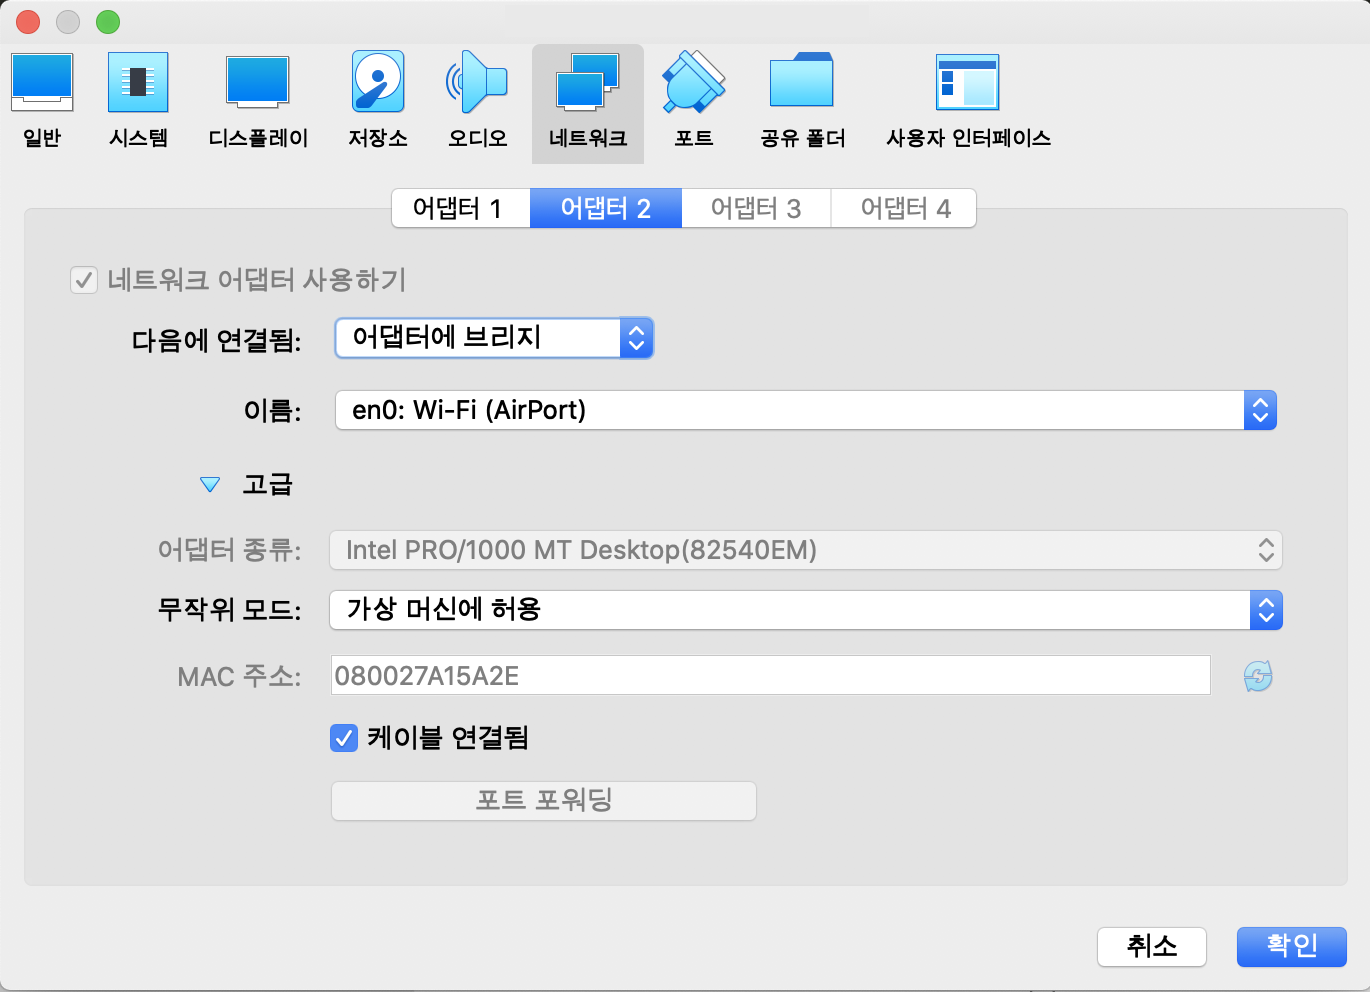 일반 시스템 디스플레이 저장소 오디오 네트워크 포트 공유 폴더 사용자 인터페이스
어댑터 1 어댑터 2 어댑터 3 어댑터 4
네트워크 어댑터 사용하기
다음에 연결됨: 어댑터에 브리지
이름: en0: Wi-Fi (AirPort)
고급
어댑터 종류: Intel PRO/1000 MT Desktop(82540EM)
무작위 모드: 가상 머신에 허용
MAC 주소: 080027A15A2E
케이블 연결됨
포트 포워딩
취소 확인